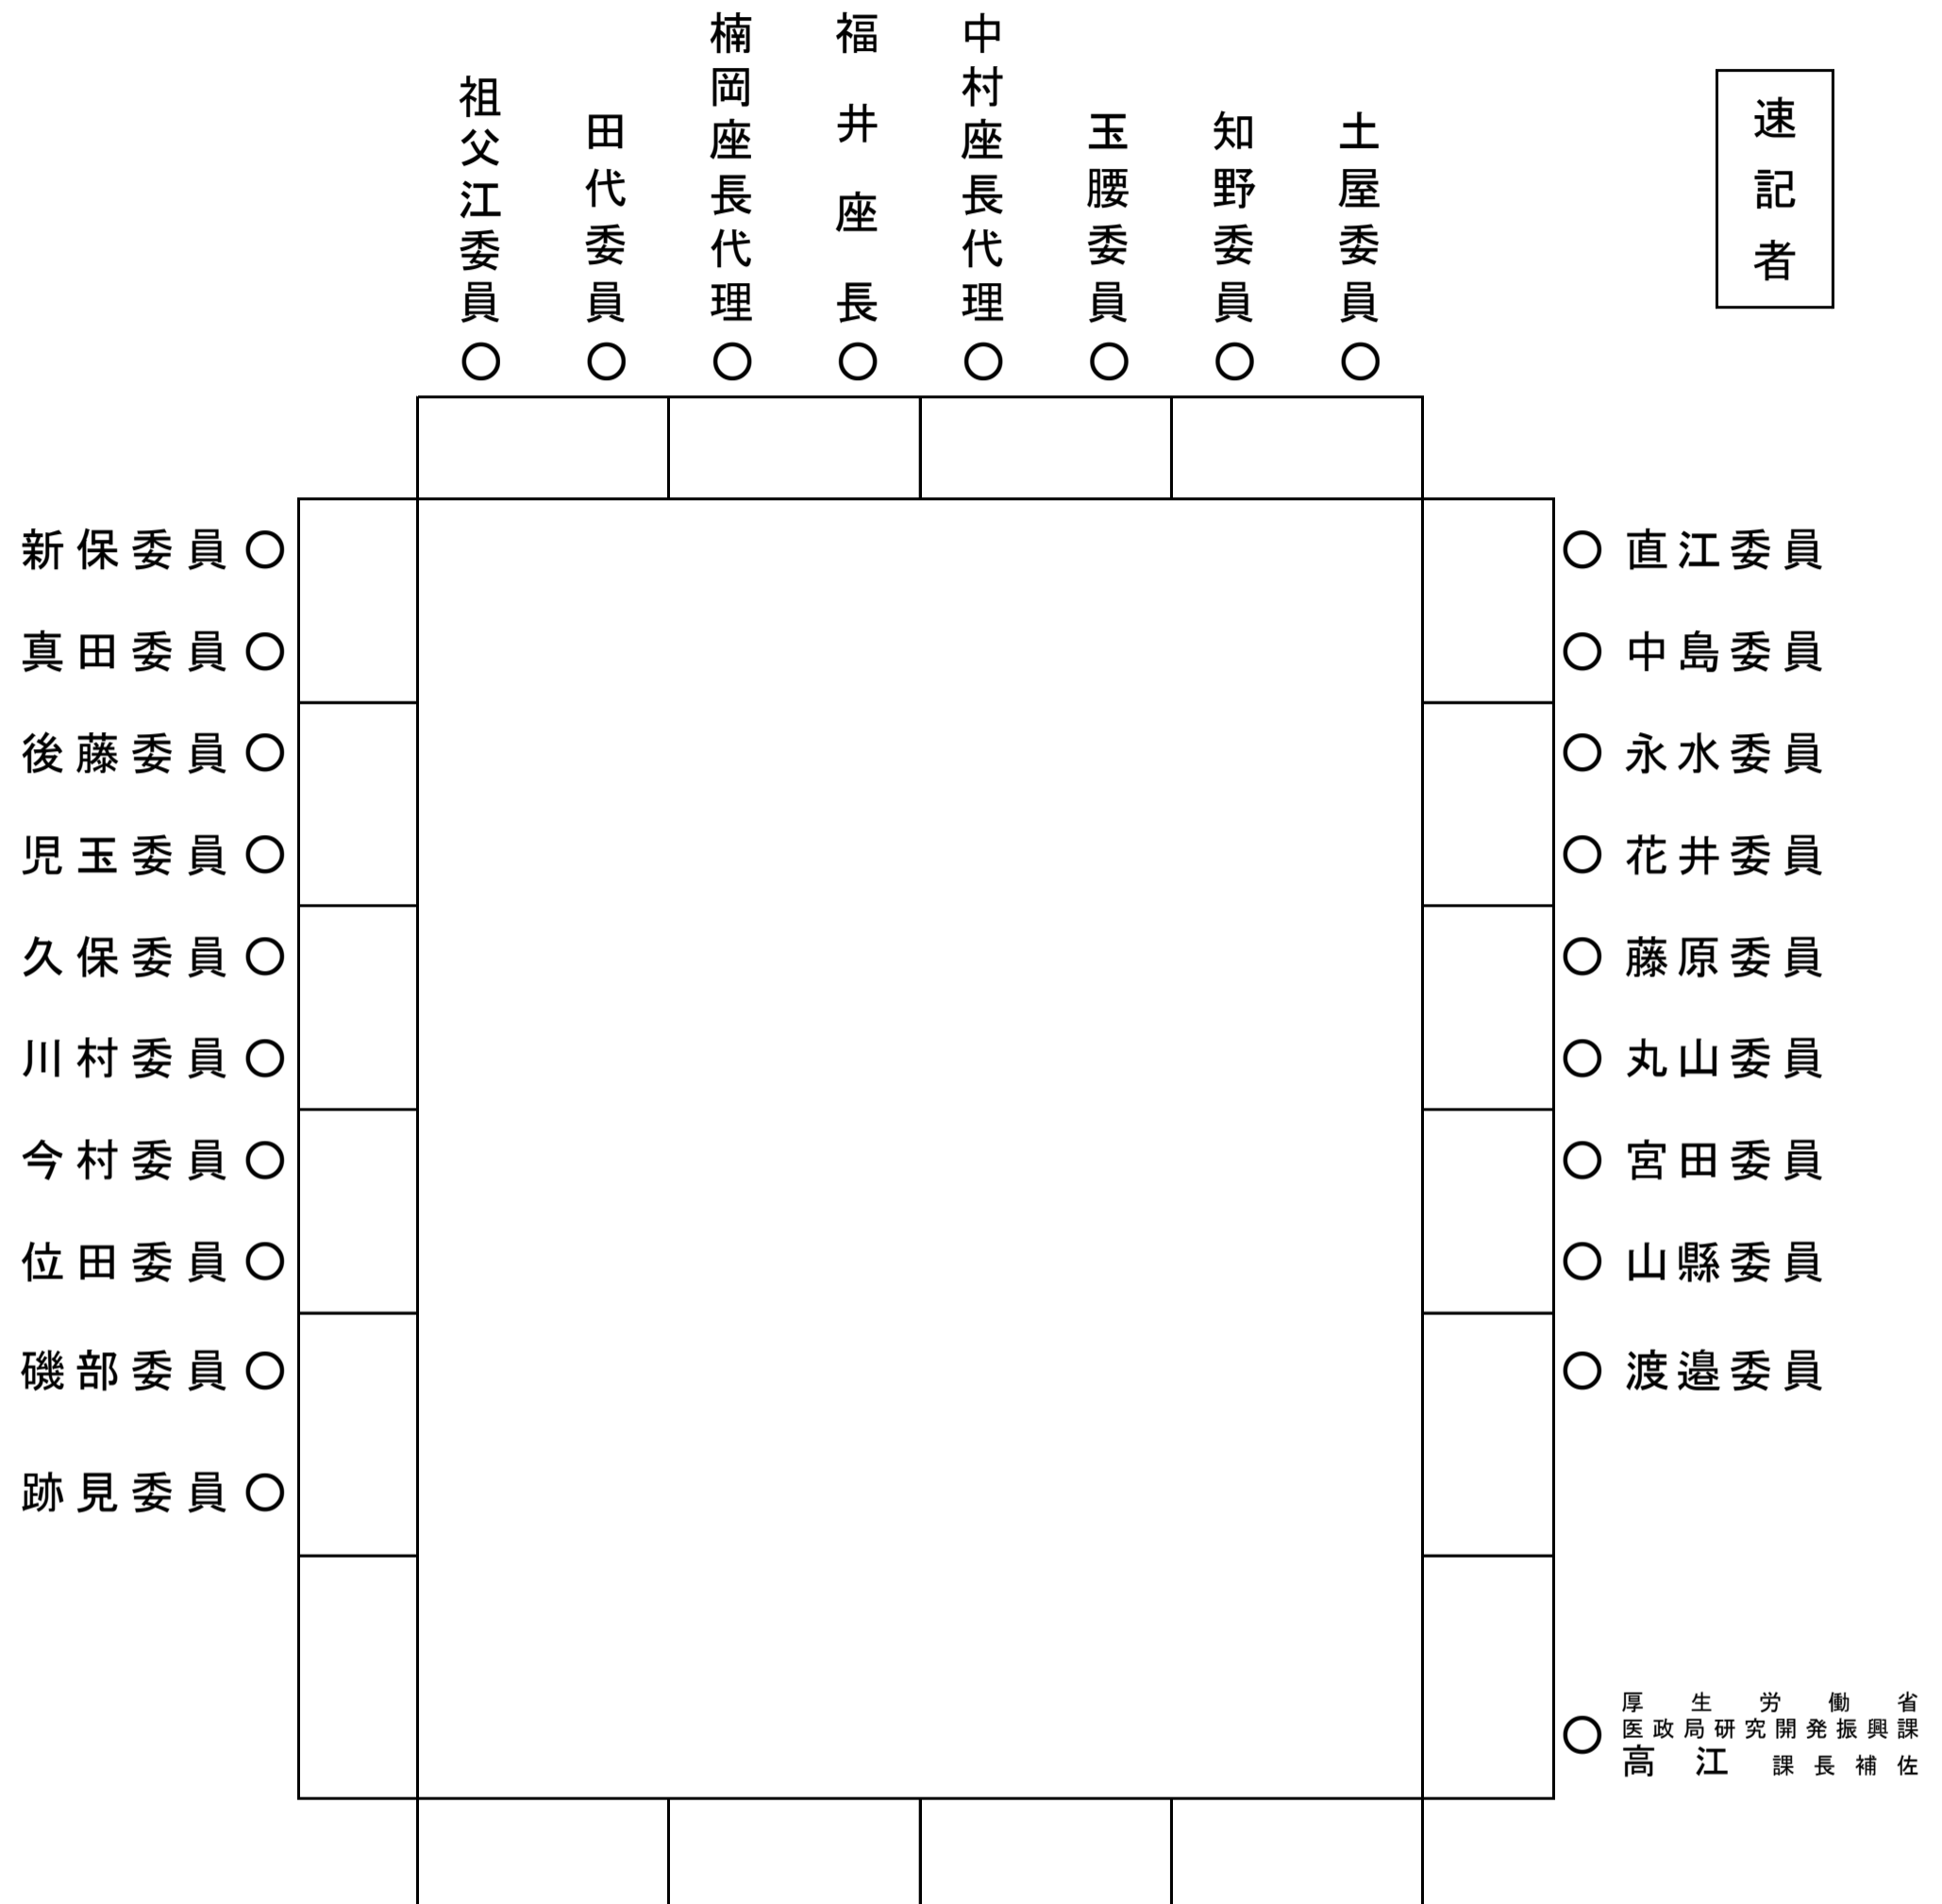 祖父江委員
田代委員
楠岡座長代理
福井座長
中村座長代理
玉腰委員
知野委員
土屋委員
速記者
新保委員
真田委員
後藤委員
児玉委員
久保委員
川村委員
今村委員
位田委員
磯部委員
跡見委員
直江委員
中島委員
永水委員
花井委員
藤原委員
丸山委員
宮田委員
山縣委員
渡邉委員
厚生労働省
医政局研究開発振興課
高江 課長補佐